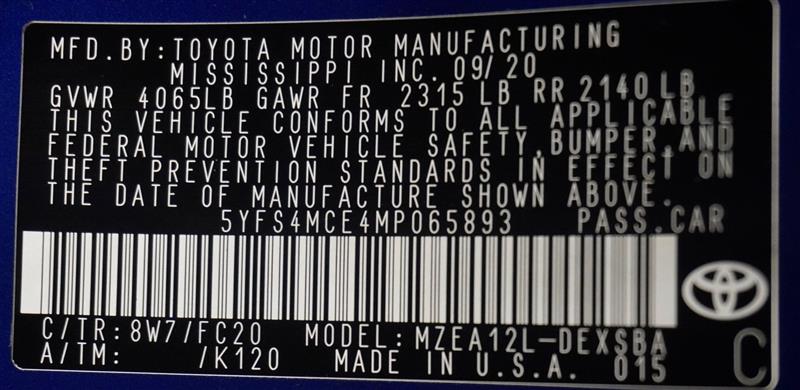 MFD. BY: TOYOTA MOTOR MANUFACTURING
MISSISSIPPI INC. 09/20
GVWR 4065LB GAWR FR 2315 LB RR 2140 LB
THIS VEHICLE CONFORMS TO ALL APPLICABLE
FEDERAL MOTOR VEHICLE SAFETY, BUMPER, AND
THEFT PREVENTION STANDARDS IN EFFECT ON
THE DATE OF MANUFACTURE SHOWN ABOVE.
5YFS4MCE4MP065893 PASS. CAR
C/TR: 8W7/FC20 MODEL: MZEA12L-DEXSBA
A/TM: /K120 MADE IN U.S.A. 015 C